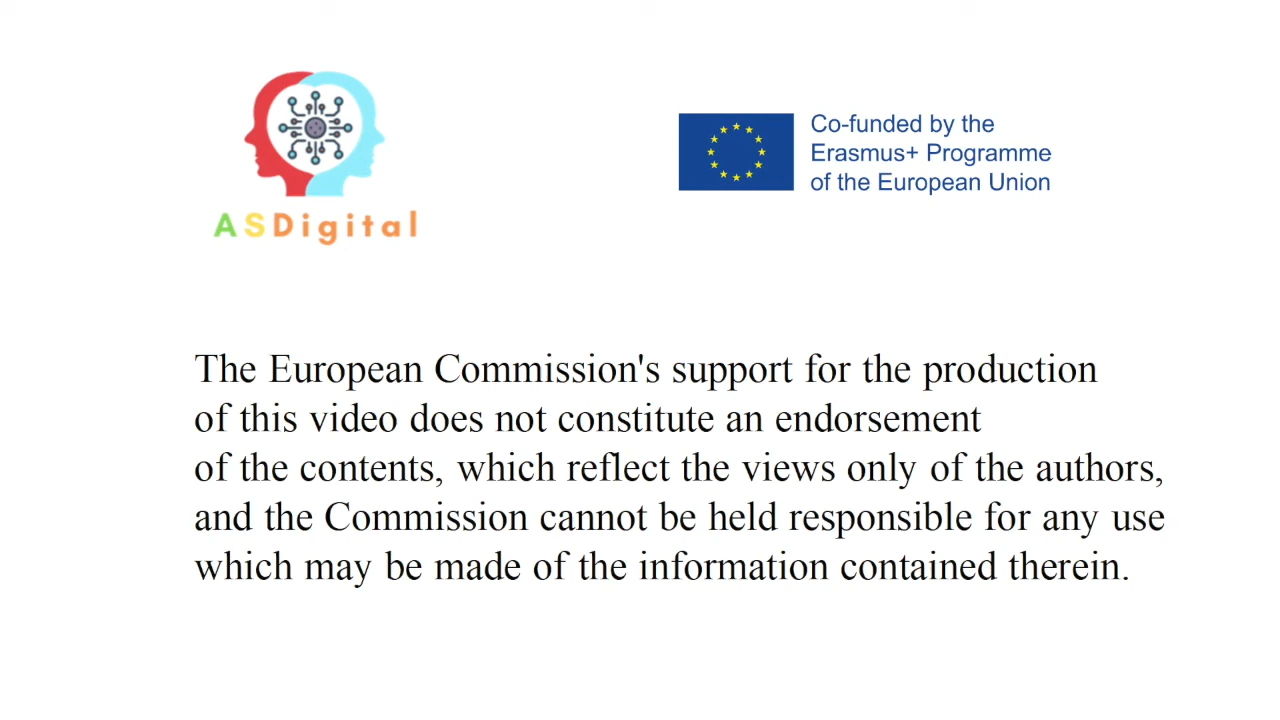 ASDigital
Co-funded by the
Erasmus+ Programme
of the European Union
The European Commission's support for the production
of this video does not constitute an endorsement
of the contents, which reflect the views only of the authors,
and the Commission cannot be held responsible for any use
which may be made of the information contained therein.